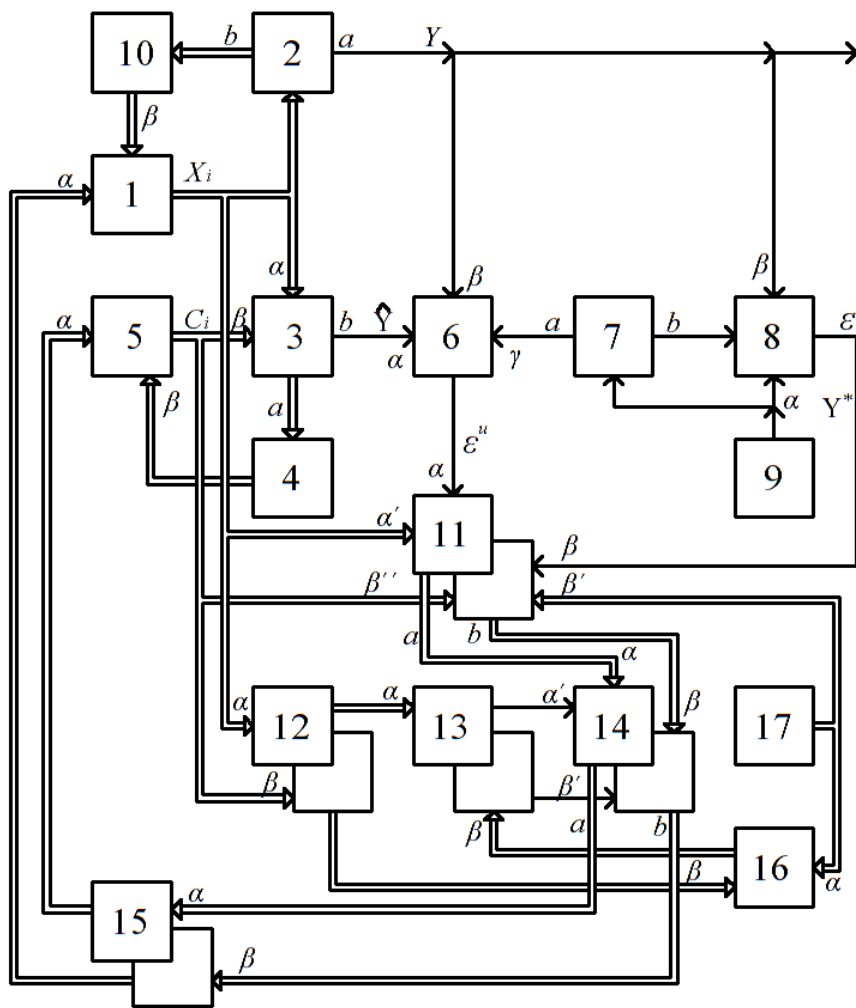 10 b 2 a Y
β
α 1 Xi
α β β
α 5 Ci β 3 b Ŷ α 6 γ a 7 b 8 ε
β a εᵘ α Y*
4 α 9
α′ 11 β
β′′ β′
a b α
α 12 α 13 α′ 14 β 17
β β β′ a b
β 16 α
α
15
β